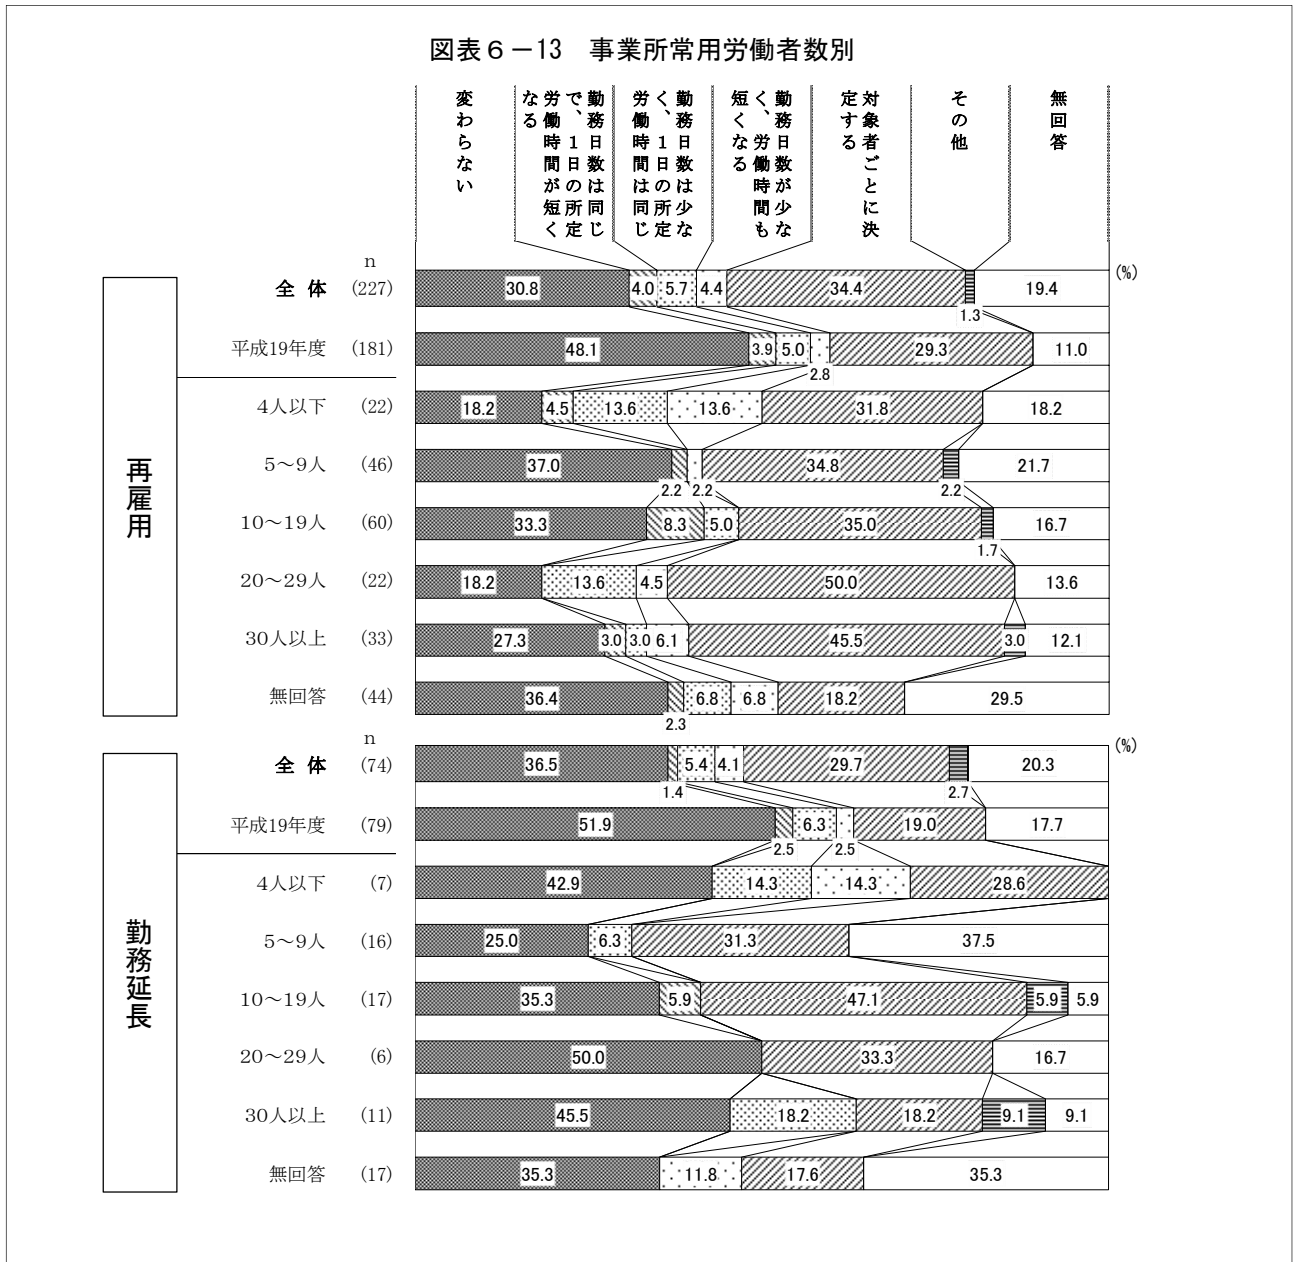 図表６－13　事業所常用労働者数別
変わらない
勤務日数は同じ
で、１日の所定
労働時間が短く
なる
勤務日数は少な
く、１日の所定
労働時間は同じ
勤務日数が少な
く、労働時間も
短くなる
対象者ごとに決
定する
その他
無回答
再雇用
n
(%)
全体 (227) 30.8 4.0 5.7 4.4 34.4 1.3 19.4
平成19年度 (181) 48.1 3.9 5.0 2.8 29.3 11.0
4人以下 (22) 18.2 4.5 13.6 13.6 31.8 18.2
5～9人 (46) 37.0 2.2 2.2 34.8 2.2 21.7
10～19人 (60) 33.3 8.3 5.0 35.0 1.7 16.7
20～29人 (22) 18.2 13.6 4.5 50.0 13.6
30人以上 (33) 27.3 3.0 3.0 6.1 45.5 3.0 12.1
無回答 (44) 36.4 2.3 6.8 6.8 18.2 29.5
勤務延長
n
(%)
全体 (74) 36.5 1.4 5.4 4.1 29.7 2.7 20.3
平成19年度 (79) 51.9 2.5 6.3 2.5 19.0 17.7
4人以下 (7) 42.9 14.3 14.3 28.6
5～9人 (16) 25.0 6.3 31.3 37.5
10～19人 (17) 35.3 5.9 47.1 5.9 5.9
20～29人 (6) 50.0 33.3 16.7
30人以上 (11) 45.5 18.2 18.2 9.1 9.1
無回答 (17) 35.3 11.8 17.6 35.3